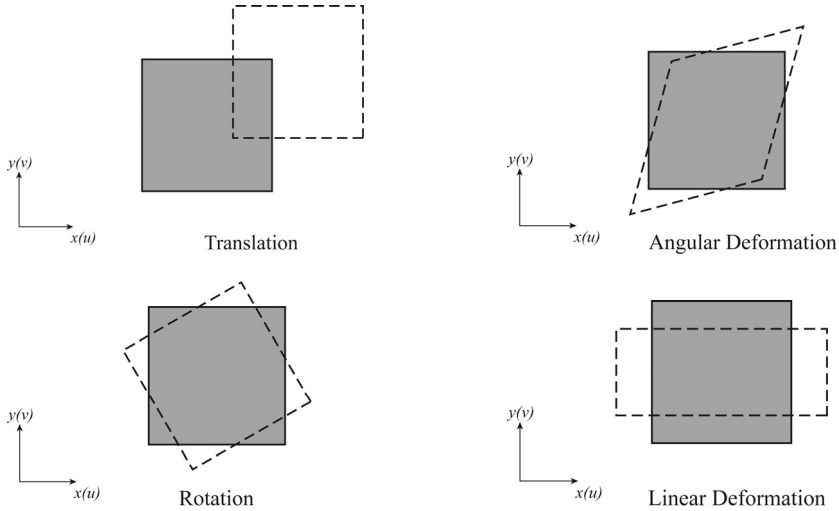 y(v)
x(u)
Translation
y(v)
x(u)
Angular Deformation
y(v)
x(u)
Rotation
y(v)
x(u)
Linear Deformation